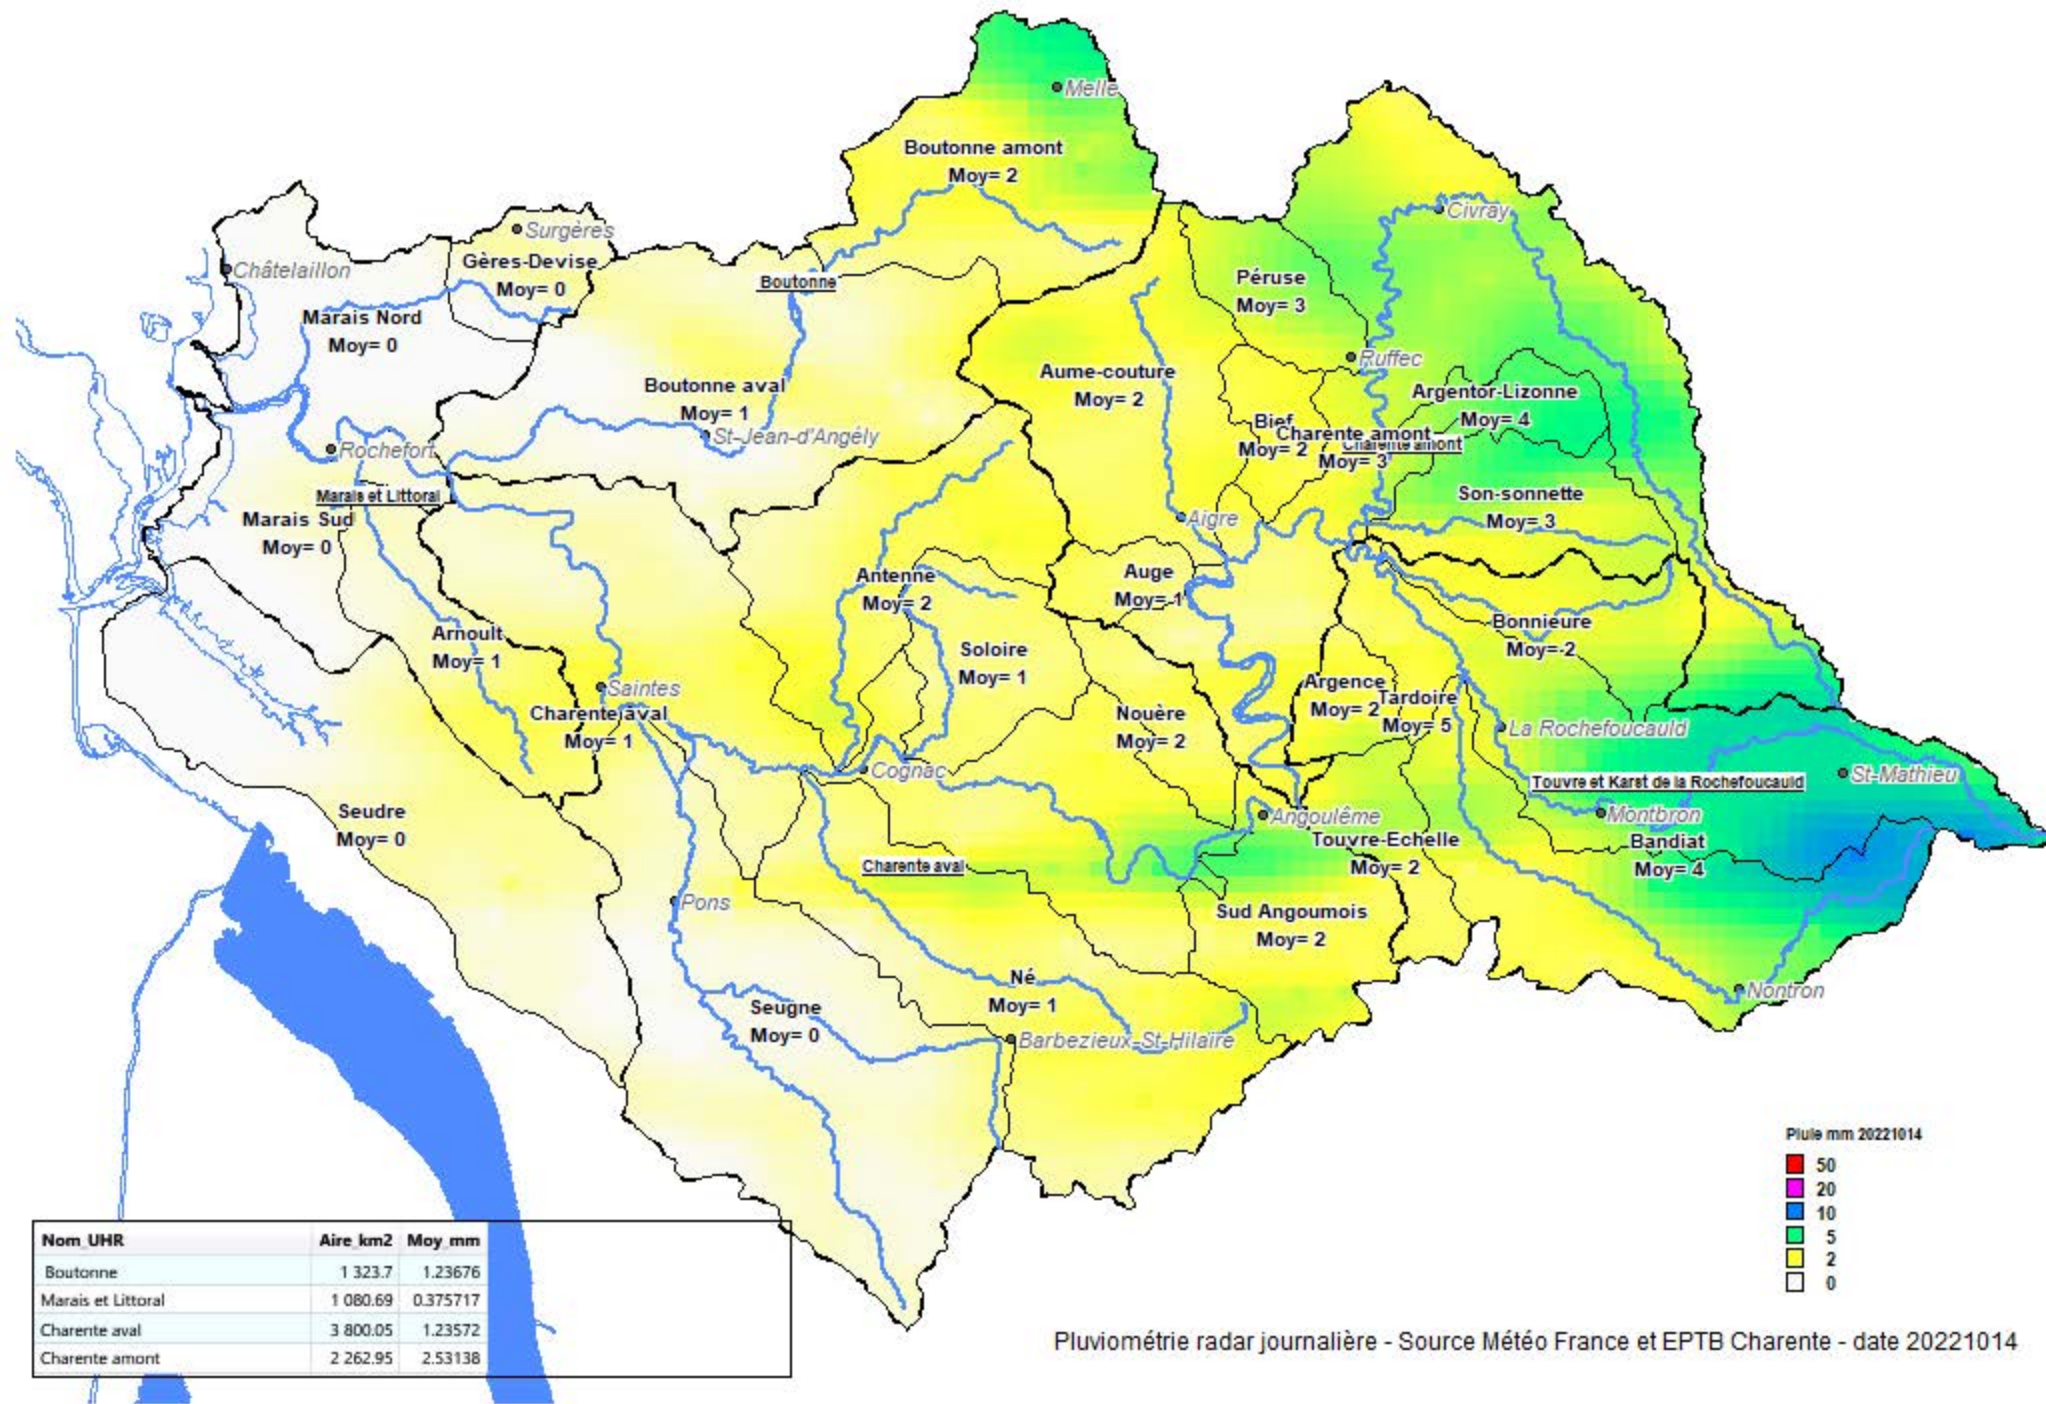 Melle
Boutonne amont
Moy= 2
Civray
Surgères
Châtelaillon
Gères-Devise
Moy= 0
Boutonne
Péruse
Moy= 3
Marais Nord
Moy= 0
Ruffec
Boutonne aval
Moy= 1
Aume-couture
Moy= 2
Argentor-Lizonne
Moy= 4
St-Jean-d'Angély
Bief
Moy= 2
Charente amont
Moy= 3
Charente amont
Rochefort
Marais et Littoral
Marais Sud
Moy= 0
Son-sonnette
Moy= 3
Aigre
Antenne
Moy= 2
Auge
Moy= 1
Arnoult
Moy= 1
Soloire
Moy= 1
Bonnieure
Moy= 2
Saintes
Charente aval
Moy= 1
Nouère
Moy= 2
Argence
Moy= 2
Tardoire
Moy= 5
La Rochefoucauld
Cognac
Touvre et Karst de la Rochefoucauld
St-Mathieu
Seudre
Moy= 0
Angoulême
Montbron
Touvre-Echelle
Moy= 2
Bandiat
Moy= 4
Charente aval
Pons
Sud Angoumois
Moy= 2
Né
Moy= 1
Seugne
Moy= 0
Nontron
Barbezieux-St-Hilaire
Pluie mm 20221014
50
20
10
5
2
0
Nom_UHR Aire_km2 Moy_mm
Boutonne 1 323.7 1.23676
Marais et Littoral 1 080.69 0.375717
Charente aval 3 800.05 1.23572
Charente amont 2 262.95 2.53138
Pluviométrie radar journalière - Source Météo France et EPTB Charente - date 20221014